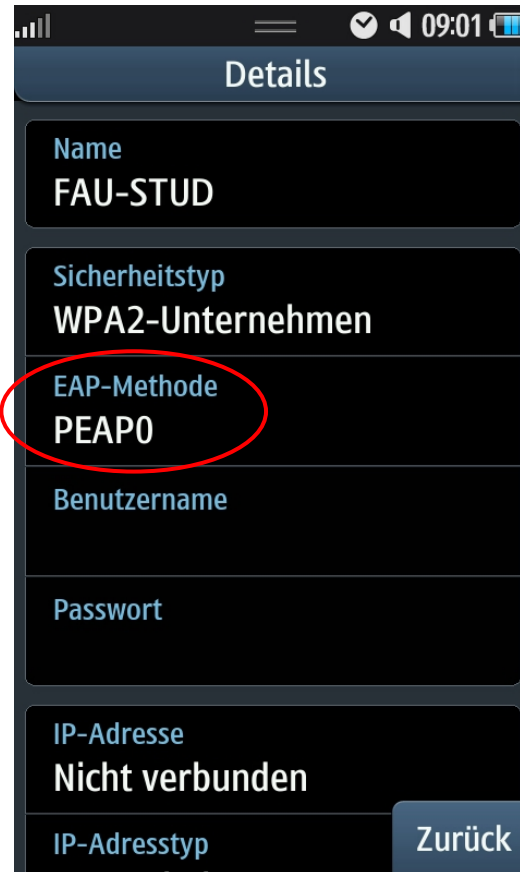 09:01
Details
Name
FAU-STUD
Sicherheitstyp
WPA2-Unternehmen
EAP-Methode
PEAP0
Benutzername
Passwort
IP-Adresse
Nicht verbunden
IP-Adresstyp
Zurück